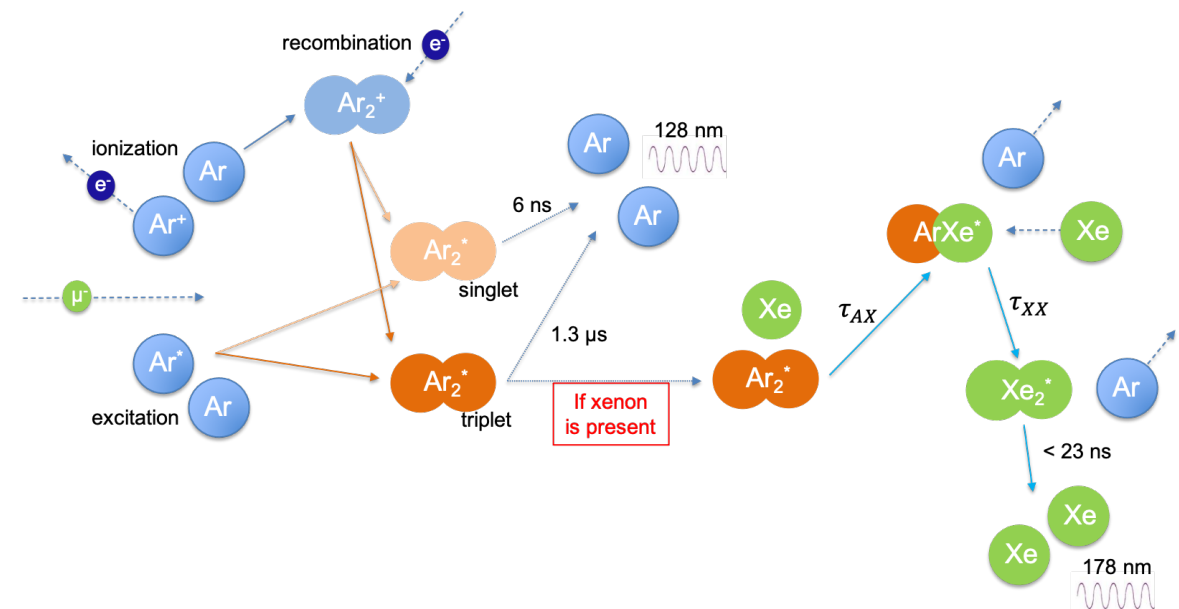 recombination
e-
Ar₂⁺
ionization
Ar
e-
Ar⁺
μ-
Ar*
Ar
excitation
Ar₂*
singlet
6 ns
Ar
128 nm
Ar
Ar₂*
triplet
1.3 µs
If xenon
is present
Xe
Ar₂*
τAX
Ar
ArXe*
Xe
τXX
Xe₂*
Ar
< 23 ns
Xe
Xe
178 nm